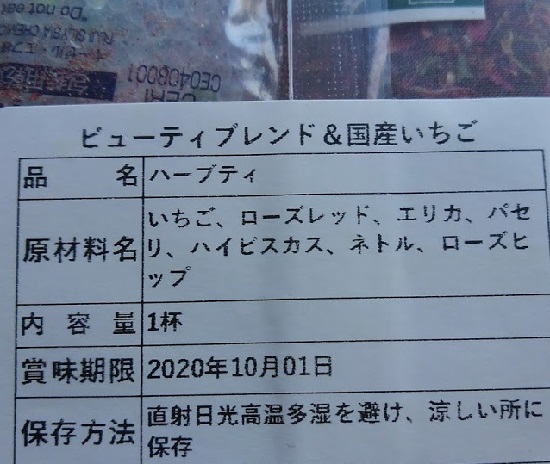 "Do not eat
CE0408001
ビューティブレンド＆国産いちご
品 名 ハーブティ
原材料名 いちご、ローズレッド、エリカ、パセ
リ、ハイビスカス、ネトル、ローズヒ
ップ
内 容 量 1杯
賞味期限 2020年10月01日
保存方法 直射日光高温多湿を避け、涼しい所に
保存